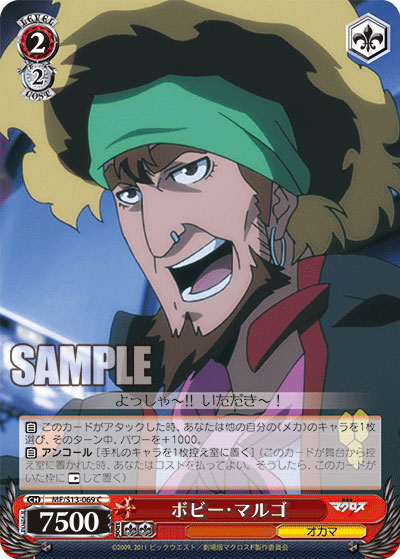 LEVEL
2
2
COST
SAMPLE
よっしゃ～!! いただき～！
自 このカードがアタックした時、あなたは他の自分の《メカ》のキャラを1枚
選び、そのターン中、パワーを＋1000。
自 アンコール ［手札のキャラを1枚控え室に置く］（このカードが舞台から
控え室に置かれた時、あなたはコストを払ってよい。そうしたら、このカードが
いた枠に レスト して置く）
CH MF/S13-069 C
ボビー・マルゴ
マクロス
POWER
7500
オカマ
©2009, 2011 ビックウエスト／劇場版マクロスF製作委員会